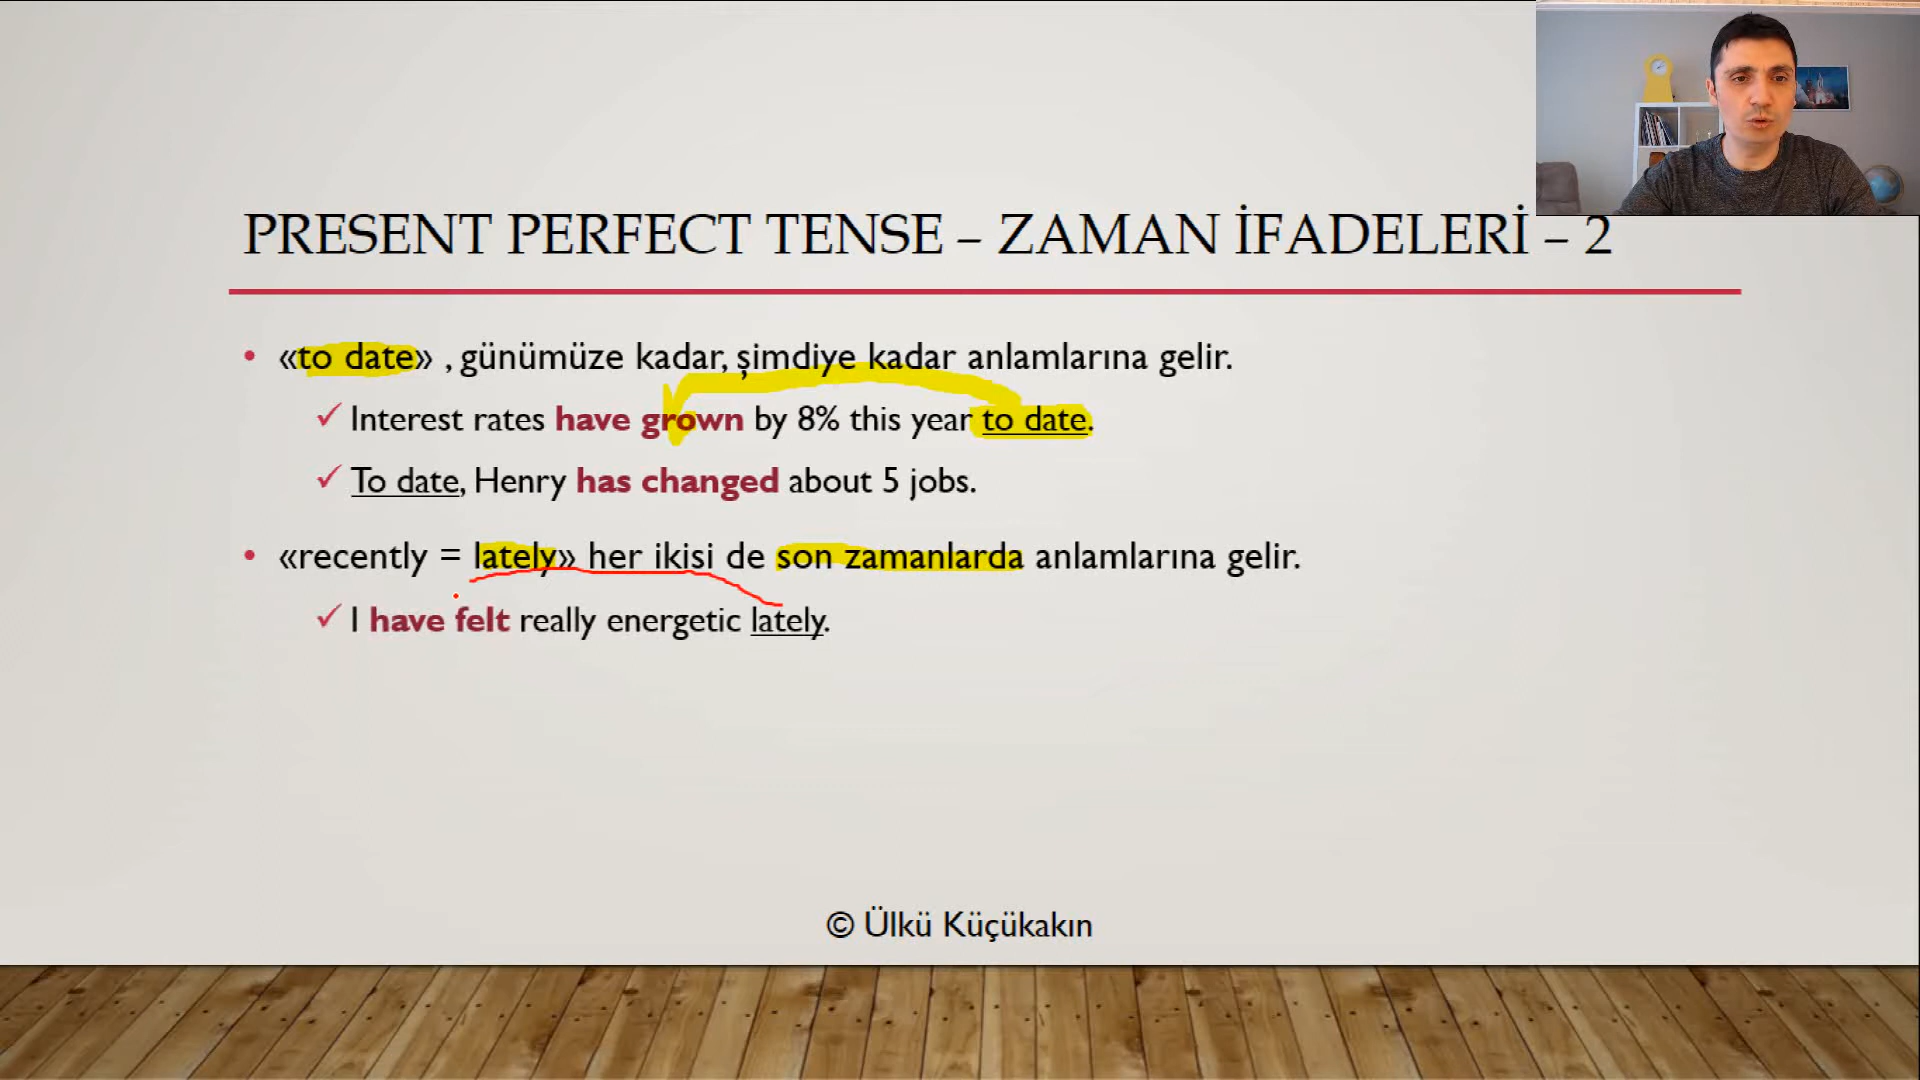 PRESENT PERFECT TENSE – ZAMAN İFADELERİ – 2
• «to date» , günümüze kadar, şimdiye kadar anlamlarına gelir.
✓ Interest rates have grown by 8% this year to date.
✓ To date, Henry has changed about 5 jobs.
• «recently = lately» her ikisi de son zamanlarda anlamlarına gelir.
✓ I have felt really energetic lately.
© Ülkü Küçükakın